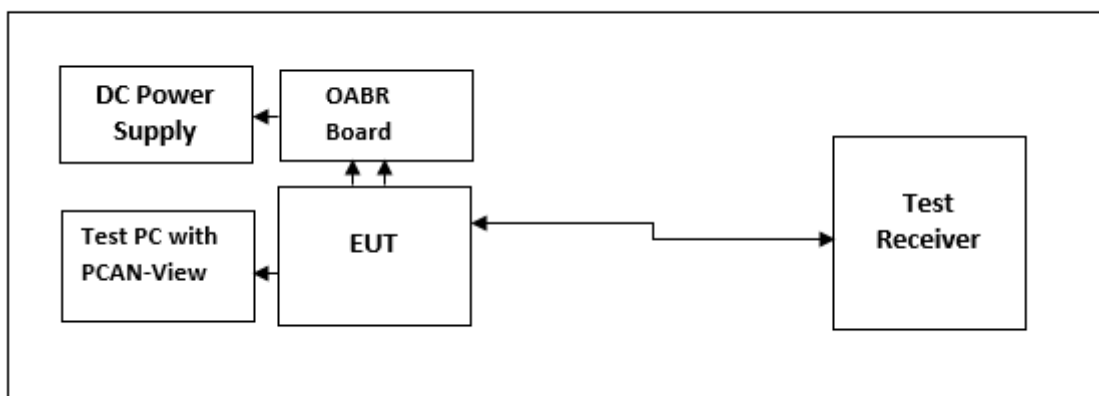 DC Power
Supply
OABR
Board
Test PC with
PCAN-View
EUT
Test
Receiver